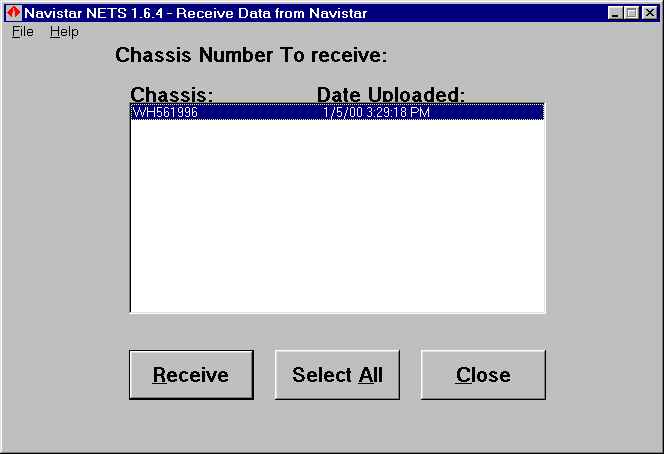 Navistar NETS 1.6.4 - Receive Data from Navistar
File Help
Chassis Number To receive:
Chassis: Date Uploaded:
WH561996 1/5/00 3:29:18 PM
Receive Select All Close